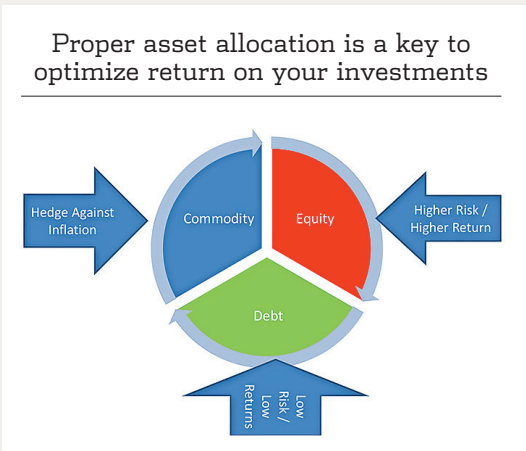 Proper asset allocation is a key to
optimize return on your investments
Hedge Against
Inflation
Commodity
Equity
Higher Risk /
Higher Return
Debt
Low
Risk /
Low
Returns